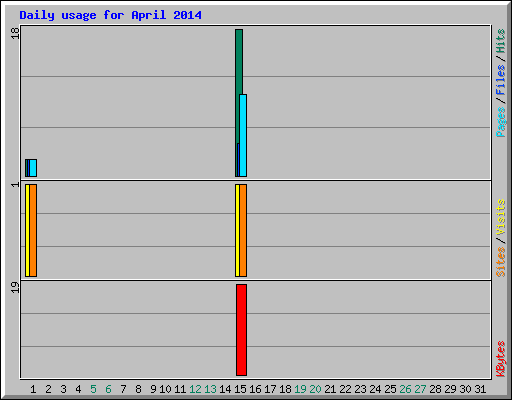 Daily usage for April 2014
18
1
19
Pages/Files/Hits
Sites/Visits
KBytes
1 2 3 4 5 6 7 8 9 10 11 12 13 14 15 16 17 18 19 20 21 22 23 24 25 26 27 28 29 30 31